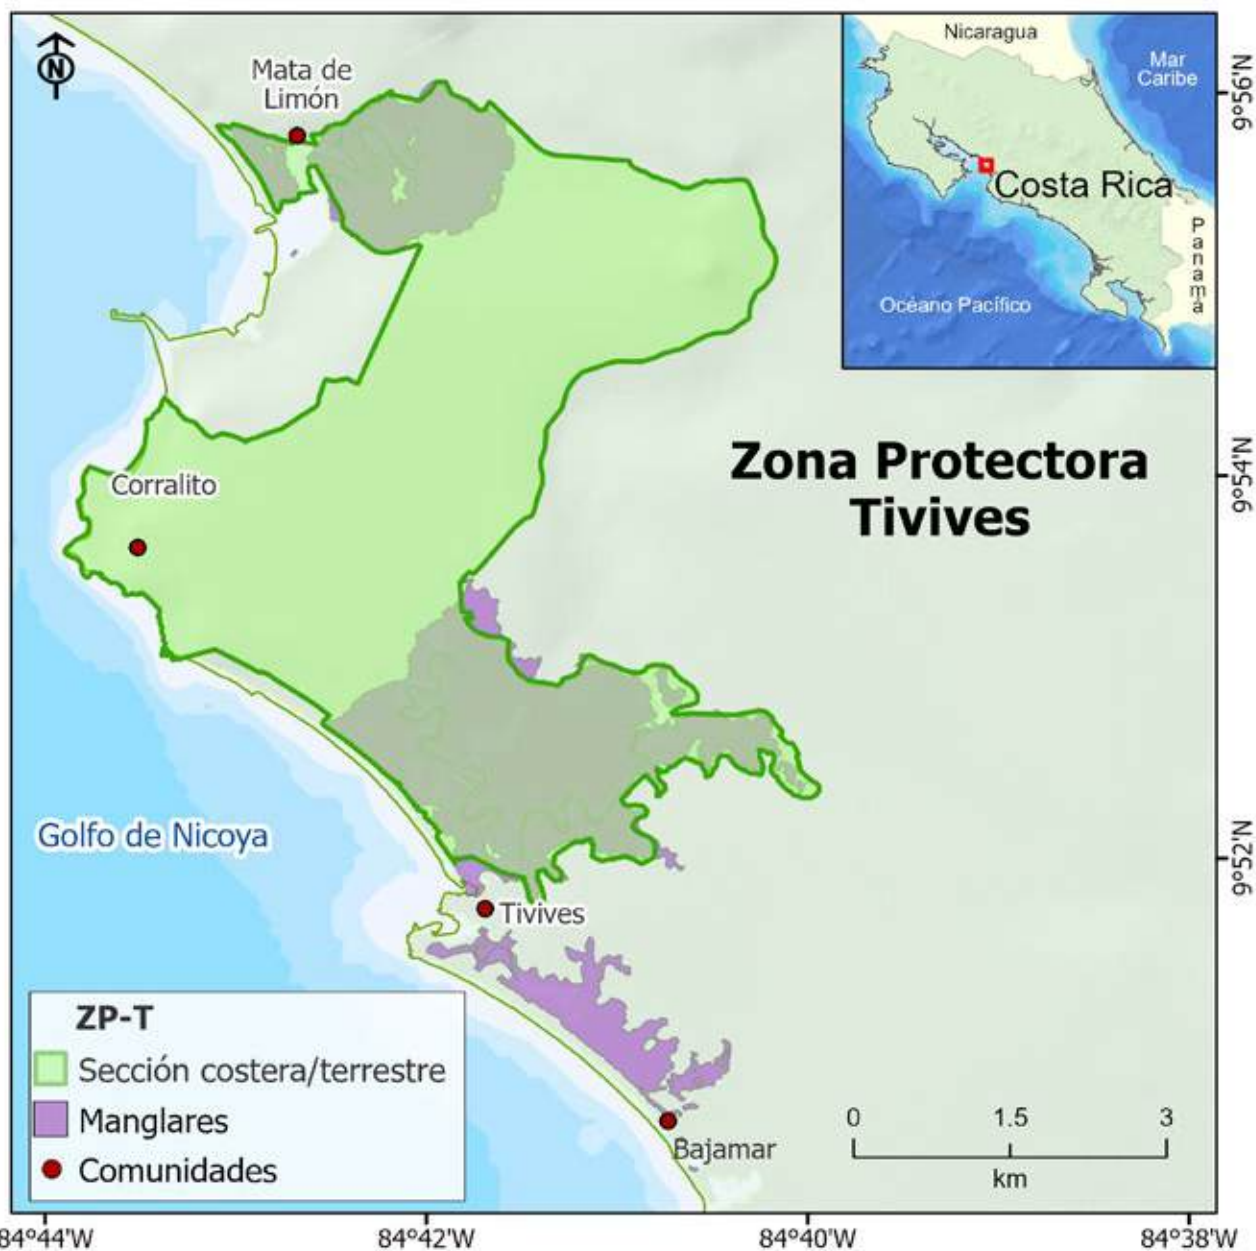 N
Mata de
Limón
Nicaragua
Mar
Caribe
Costa Rica
Panamá
Océano Pacífico
9°56'N
Zona Protectora
Tivives
9°54'N
Corralito
Golfo de Nicoya
9°52'N
Tivives
ZP-T
Sección costera/terrestre
Manglares
Comunidades
Bajamar
0 1.5 3
km
84°44'W 84°42'W 84°40'W 84°38'W